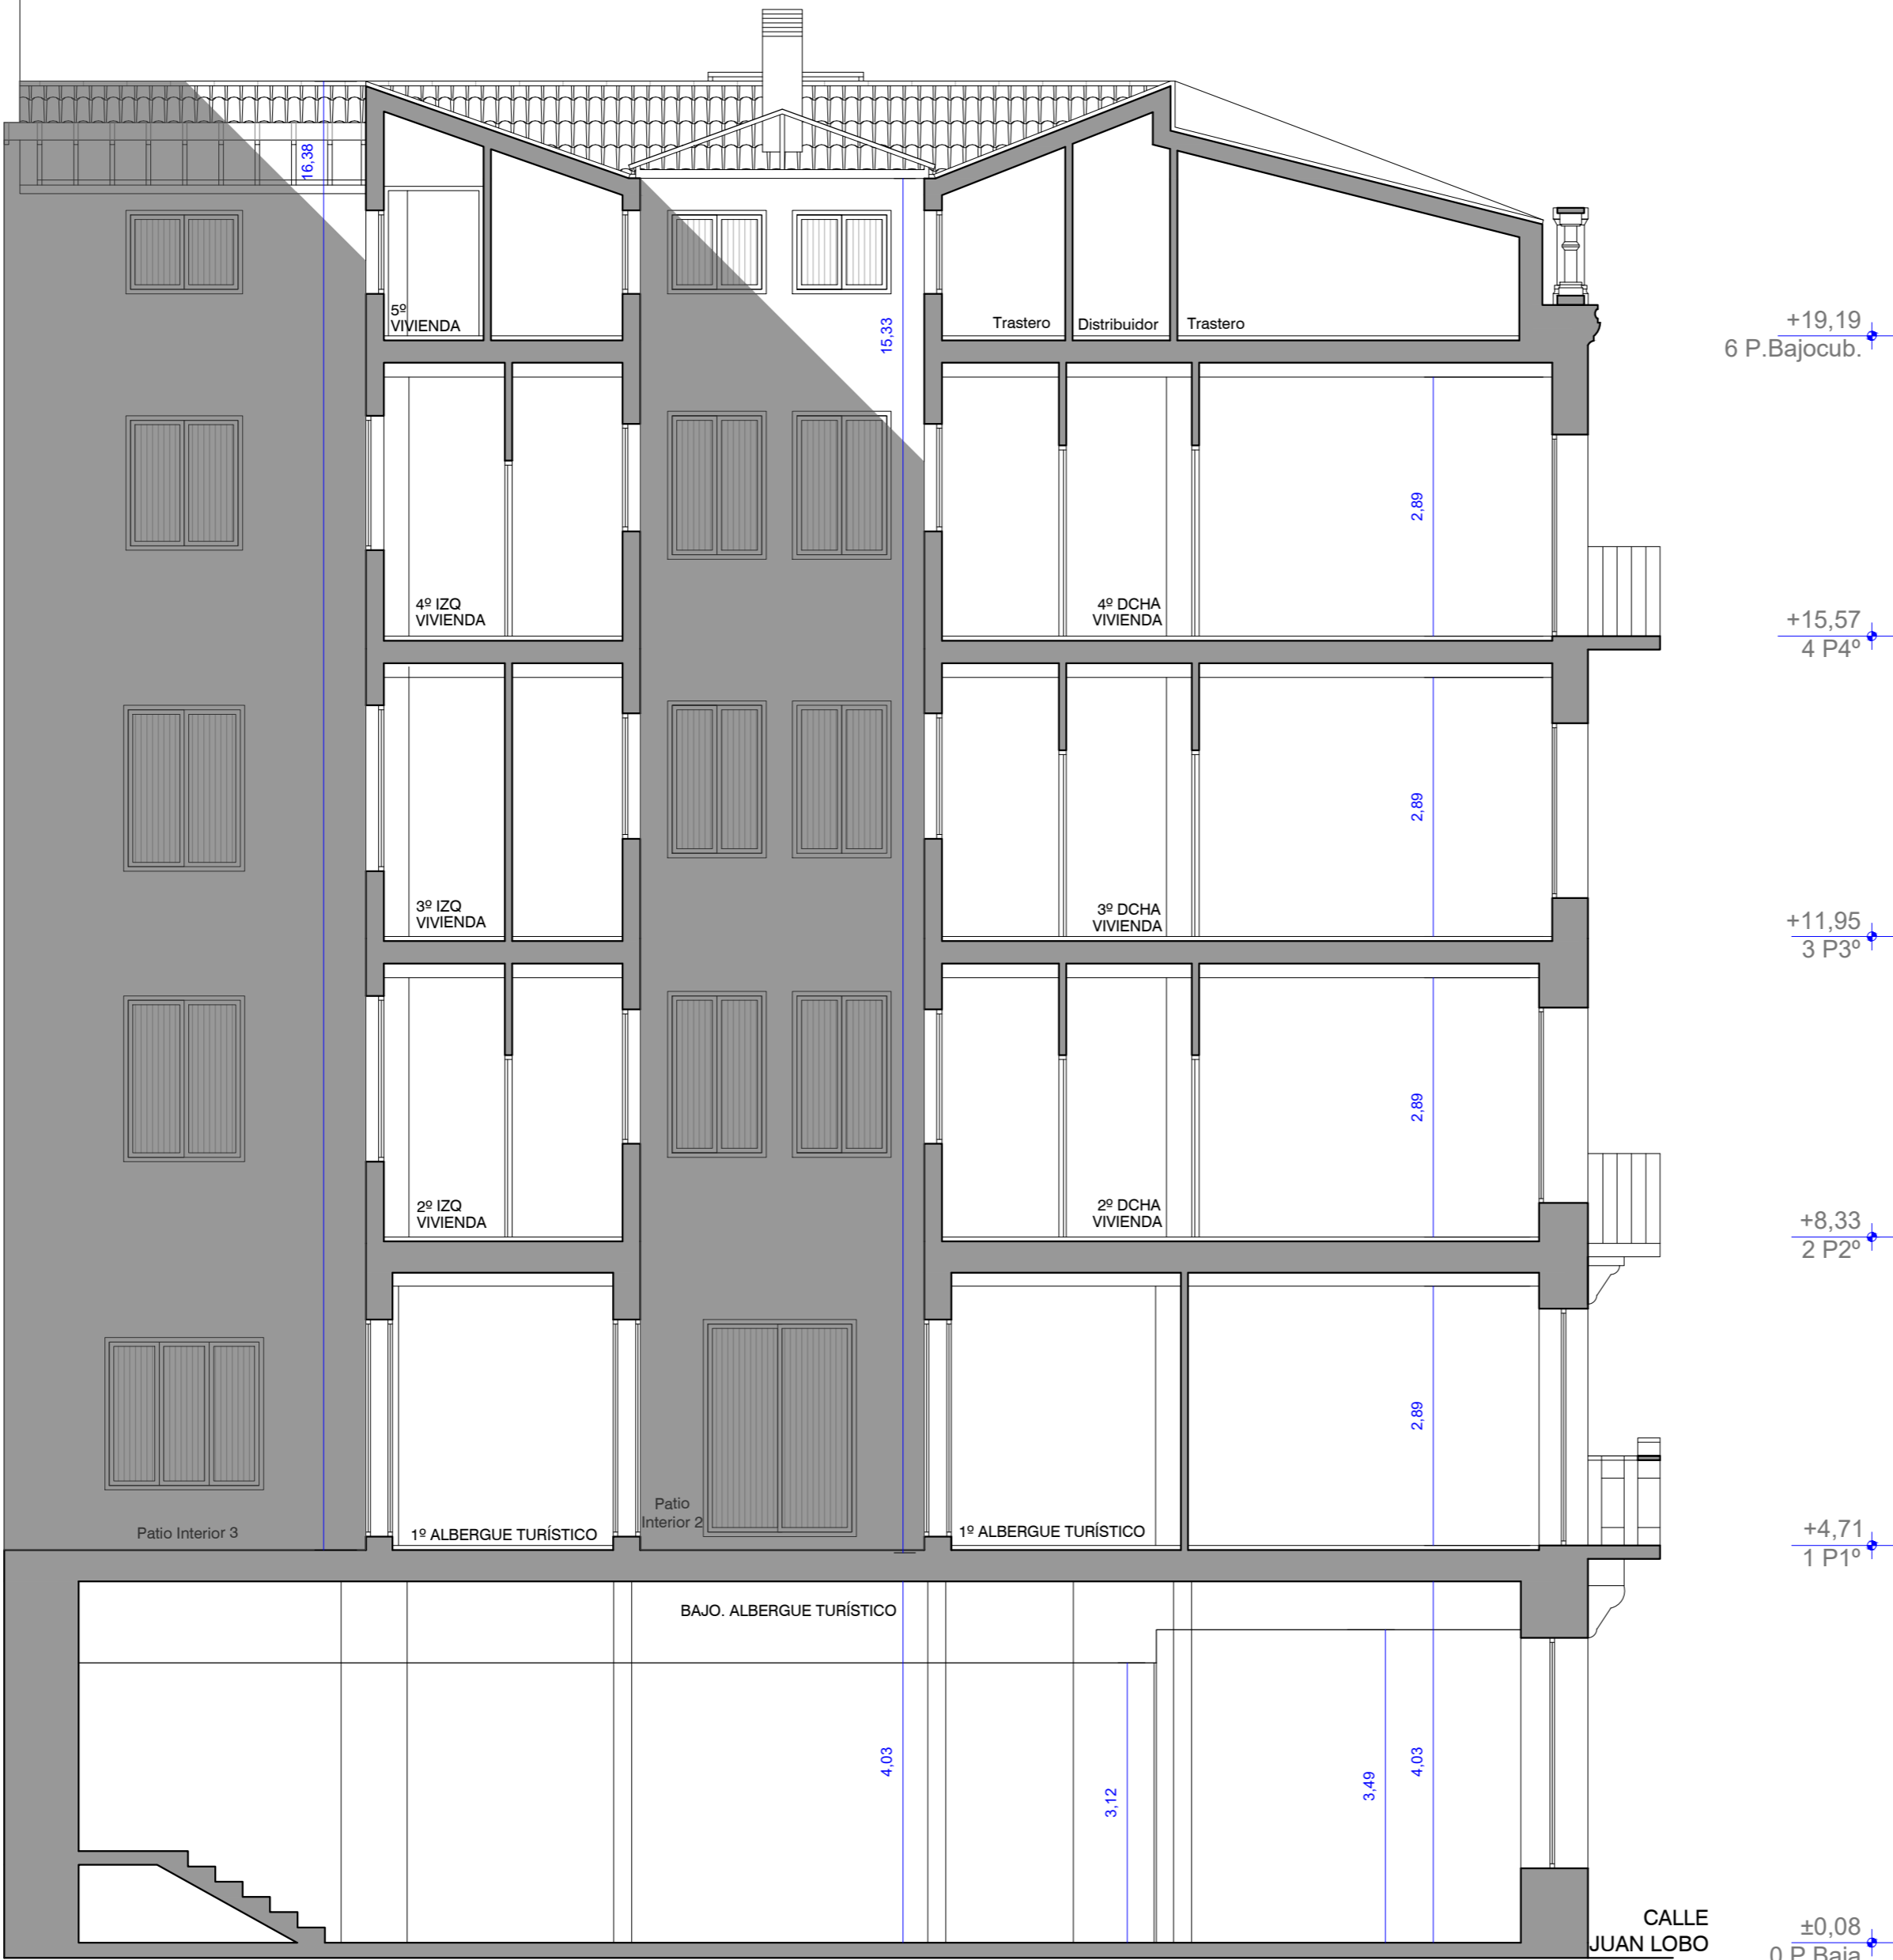 16,38
5º
VIVIENDA
15,33
Trastero
Distribuidor
Trastero
+19,19
6 P.Bajocub.
2,89
4º IZQ
VIVIENDA
4º DCHA
VIVIENDA
+15,57
4 P4º
2,89
3º IZQ
VIVIENDA
3º DCHA
VIVIENDA
+11,95
3 P3º
2,89
2º IZQ
VIVIENDA
2º DCHA
VIVIENDA
+8,33
2 P2º
2,89
Patio Interior 3
1º ALBERGUE TURÍSTICO
Patio
Interior 2
1º ALBERGUE TURÍSTICO
+4,71
1 P1º
BAJO. ALBERGUE TURÍSTICO
4,03
3,12
3,49
4,03
CALLE
JUAN LOBO
±0,08
0 P.Baja